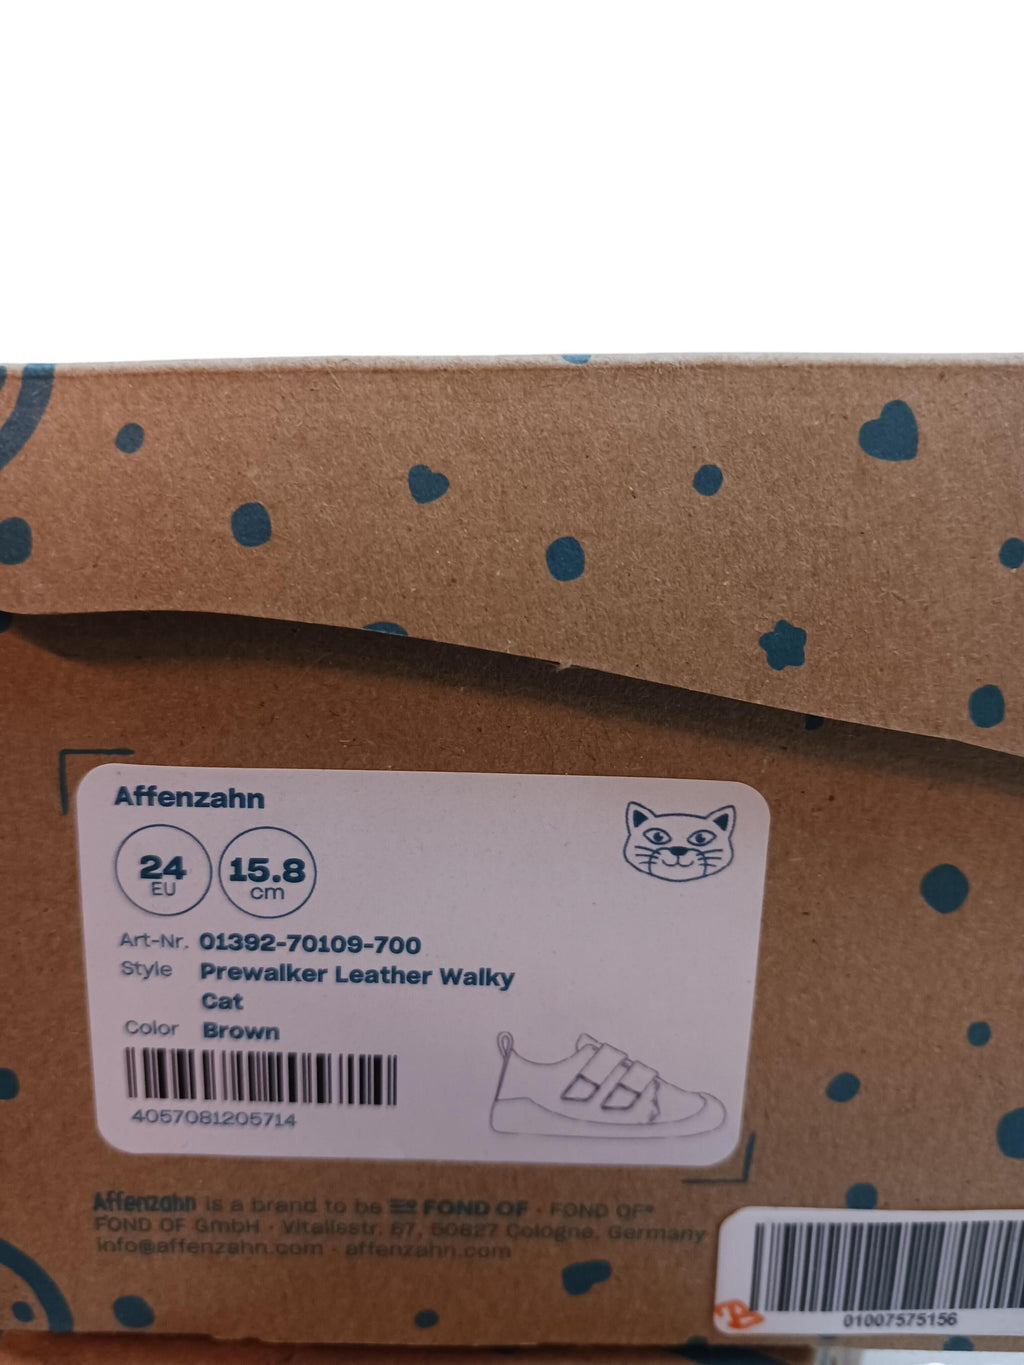 Affenzahn
24
EU
15.8
cm
Art-Nr. 01392-70109-700
Style Prewalker Leather Walky
Cat
Color Brown
4057081205714
Affenzahn is a brand to be FOND OF · FOND OF®
FOND OF GmbH · Vitalisstr. 67, 50827 Cologne, Germany
info@affenzahn.com · affenzahn.com
B
01007575156